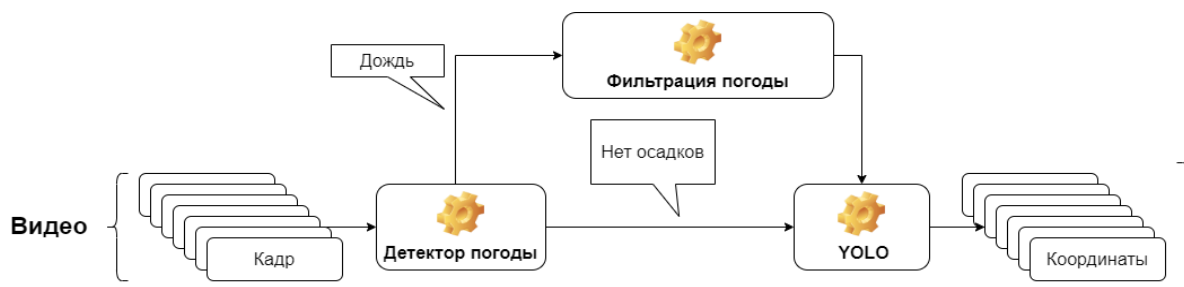 Дождь
Фильтрация погоды
Нет осадков
Видео
Кадр
Детектор погоды
YOLO
Координаты